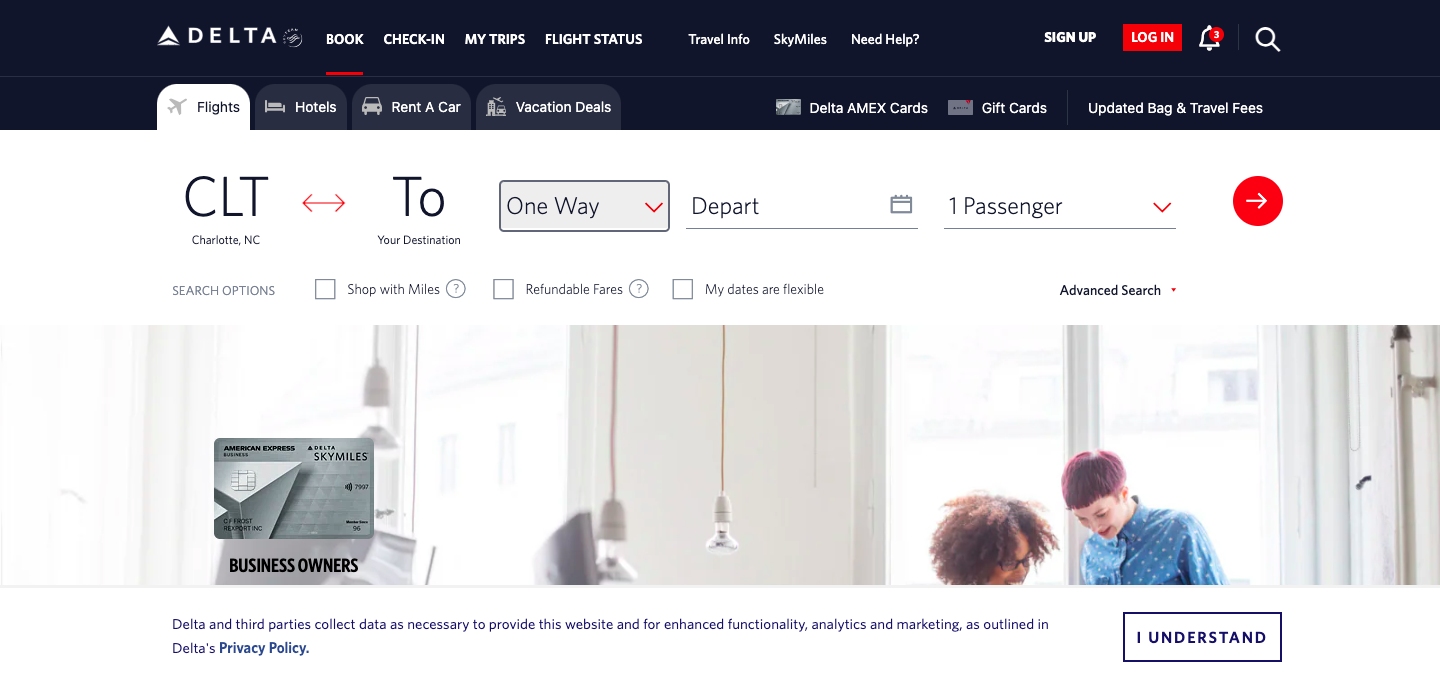 DELTA
BOOK
CHECK-IN
MY TRIPS
FLIGHT STATUS
Travel Info
SkyMiles
Need Help?
SIGN UP
LOG IN
3
Flights
Hotels
Rent A Car
Vacation Deals
Delta AMEX Cards
Gift Cards
Updated Bag & Travel Fees
CLT
Charlotte, NC
To
Your Destination
One Way
Depart
1 Passenger
SEARCH OPTIONS
Shop with Miles ?
Refundable Fares ?
My dates are flexible
Advanced Search
AMERICAN EXPRESS
BUSINESS
DELTA
SKYMILES
7997
C F FROST
REXPORT INC
Member Since
96
BUSINESS OWNERS
Delta and third parties collect data as necessary to provide this website and for enhanced functionality, analytics and marketing, as outlined in
Delta's Privacy Policy.
I UNDERSTAND